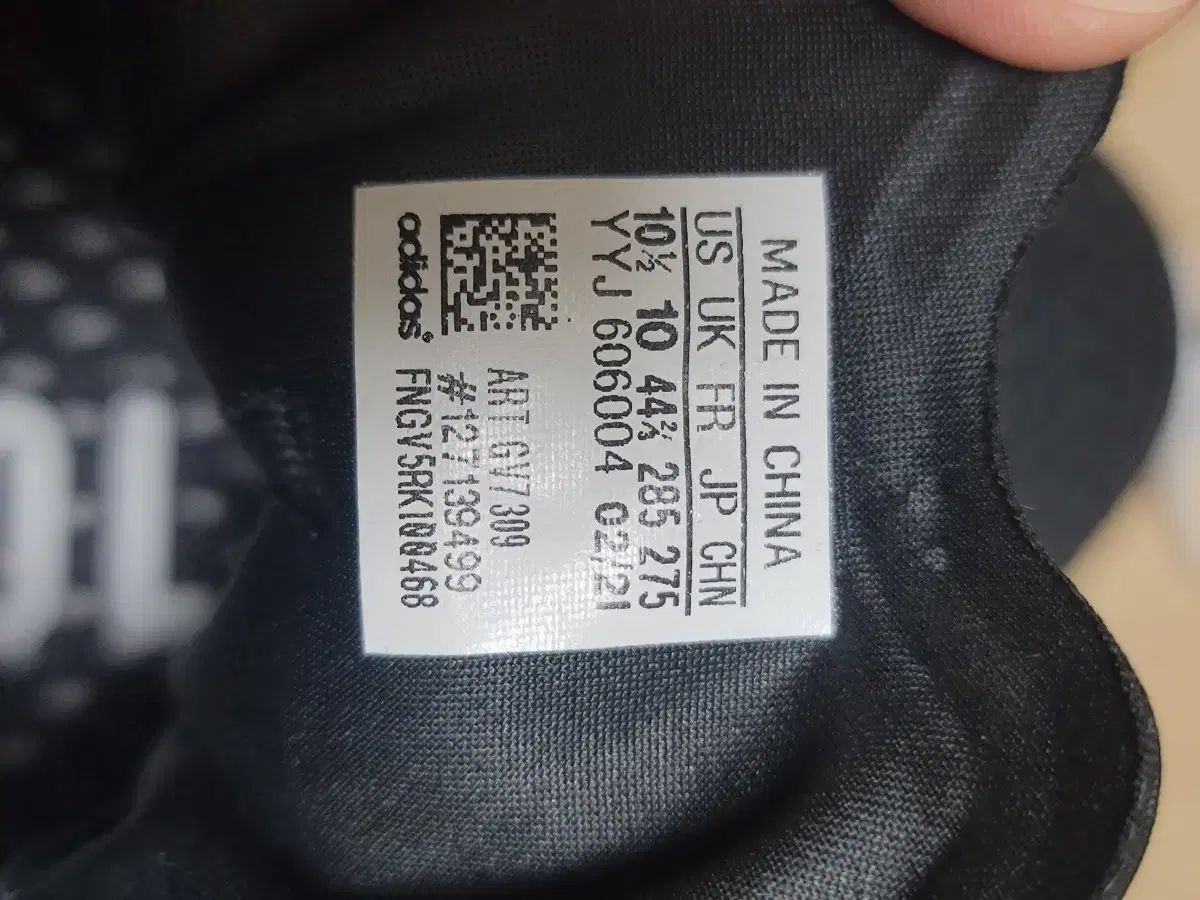 MADE IN CHINA
US UK FR JP CHN
10½ 10 44⅔ 285 275
YYJ 606004 02/21
ART GV7309
#127139499
adidas® FNGV5RK100468